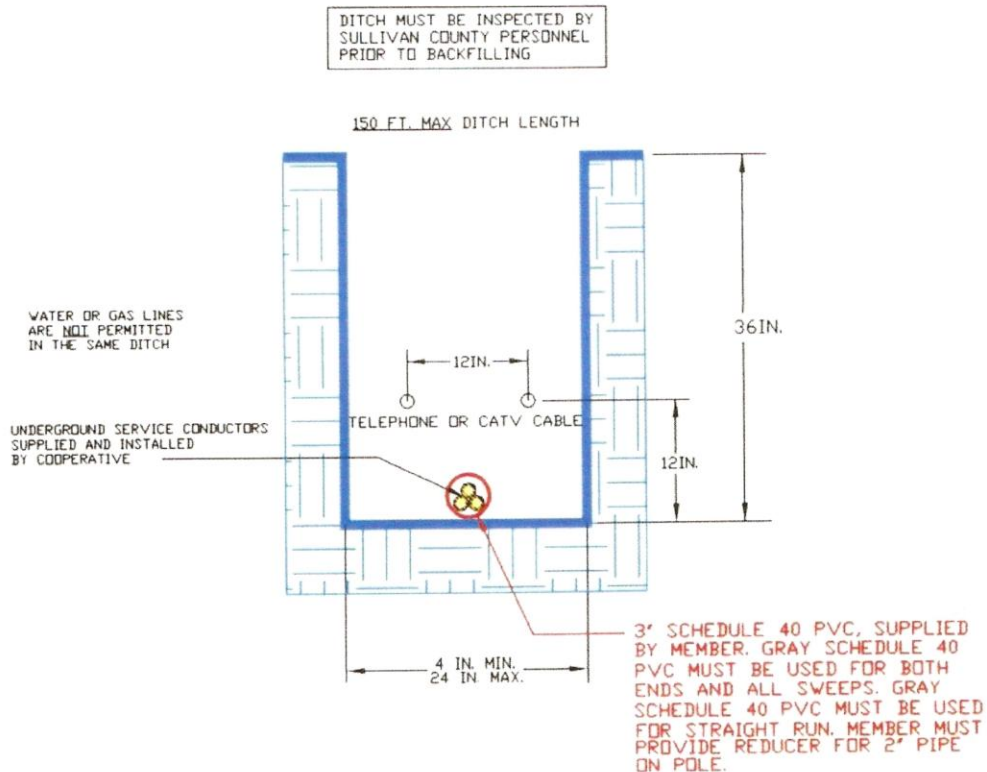 DITCH MUST BE INSPECTED BY
SULLIVAN COUNTY PERSONNEL
PRIOR TO BACKFILLING
150 FT. MAX DITCH LENGTH
WATER OR GAS LINES
ARE NOT PERMITTED
IN THE SAME DITCH
36IN.
12IN.
TELEPHONE OR CATV CABLE
UNDERGROUND SERVICE CONDUCTORS
SUPPLIED AND INSTALLED
BY COOPERATIVE
12IN.
4 IN. MIN.
24 IN. MAX.
3" SCHEDULE 40 PVC, SUPPLIED
BY MEMBER. GRAY SCHEDULE 40
PVC MUST BE USED FOR BOTH
ENDS AND ALL SWEEPS. GRAY
SCHEDULE 40 PVC MUST BE USED
FOR STRAIGHT RUN. MEMBER MUST
PROVIDE REDUCER FOR 2" PIPE
ON POLE.